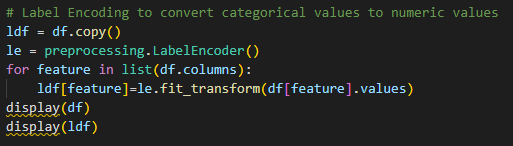 # Label Encoding to convert categorical values to numeric values
ldf = df.copy()
le = preprocessing.LabelEncoder()
for feature in list(df.columns):
    ldf[feature]=le.fit_transform(df[feature].values)
display(df)
display(ldf)